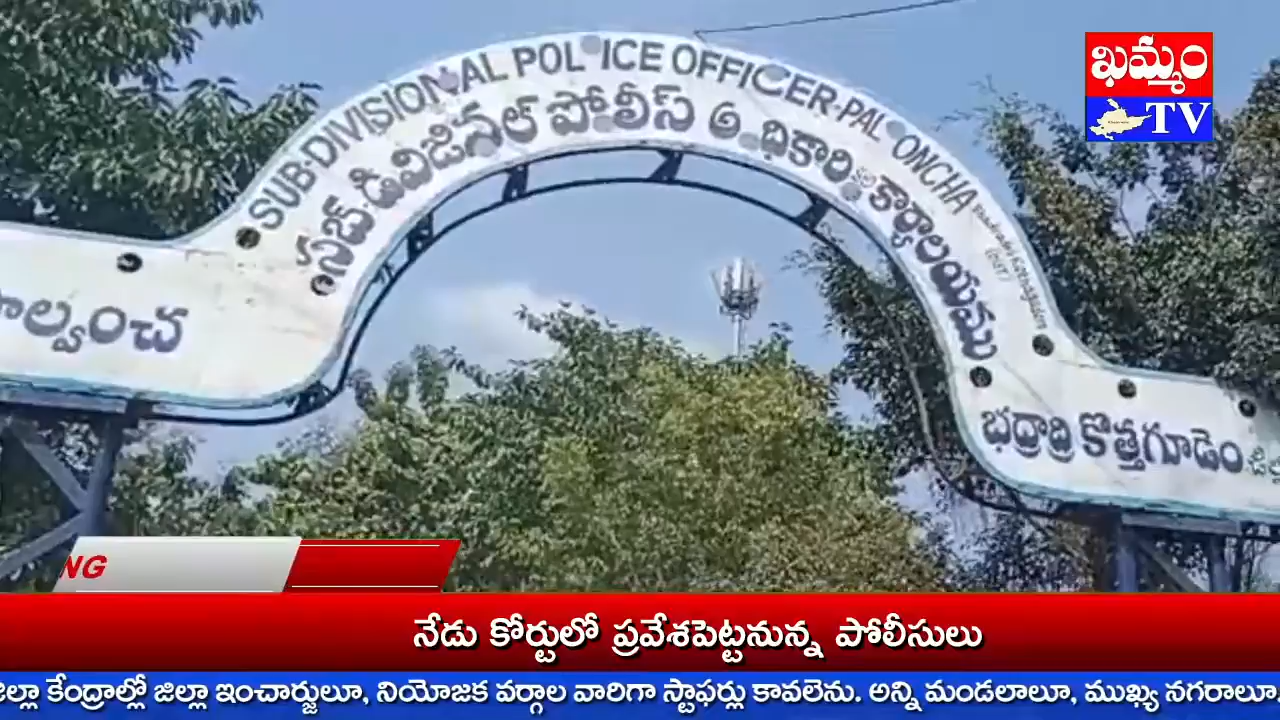 ఖమ్మం
TV
SUB-DIVISIONAL POLICE OFFICER-PALONCHA
సబ్-డివిజనల్ పోలీస్ అధికారి కార్యాలయము
పాల్వంచ
భద్రాద్రి కొత్తగూడెం
NG
నేడు కోర్టులో ప్రవేశపెట్టనున్న పోలీసులు
జిల్లా కేంద్రాల్లో జిల్లా ఇంచార్జులూ, నియోజక వర్గాల వారిగా స్టాఫర్లు కావలెను. అన్ని మండలాలూ, ముఖ్య నగరాలూ